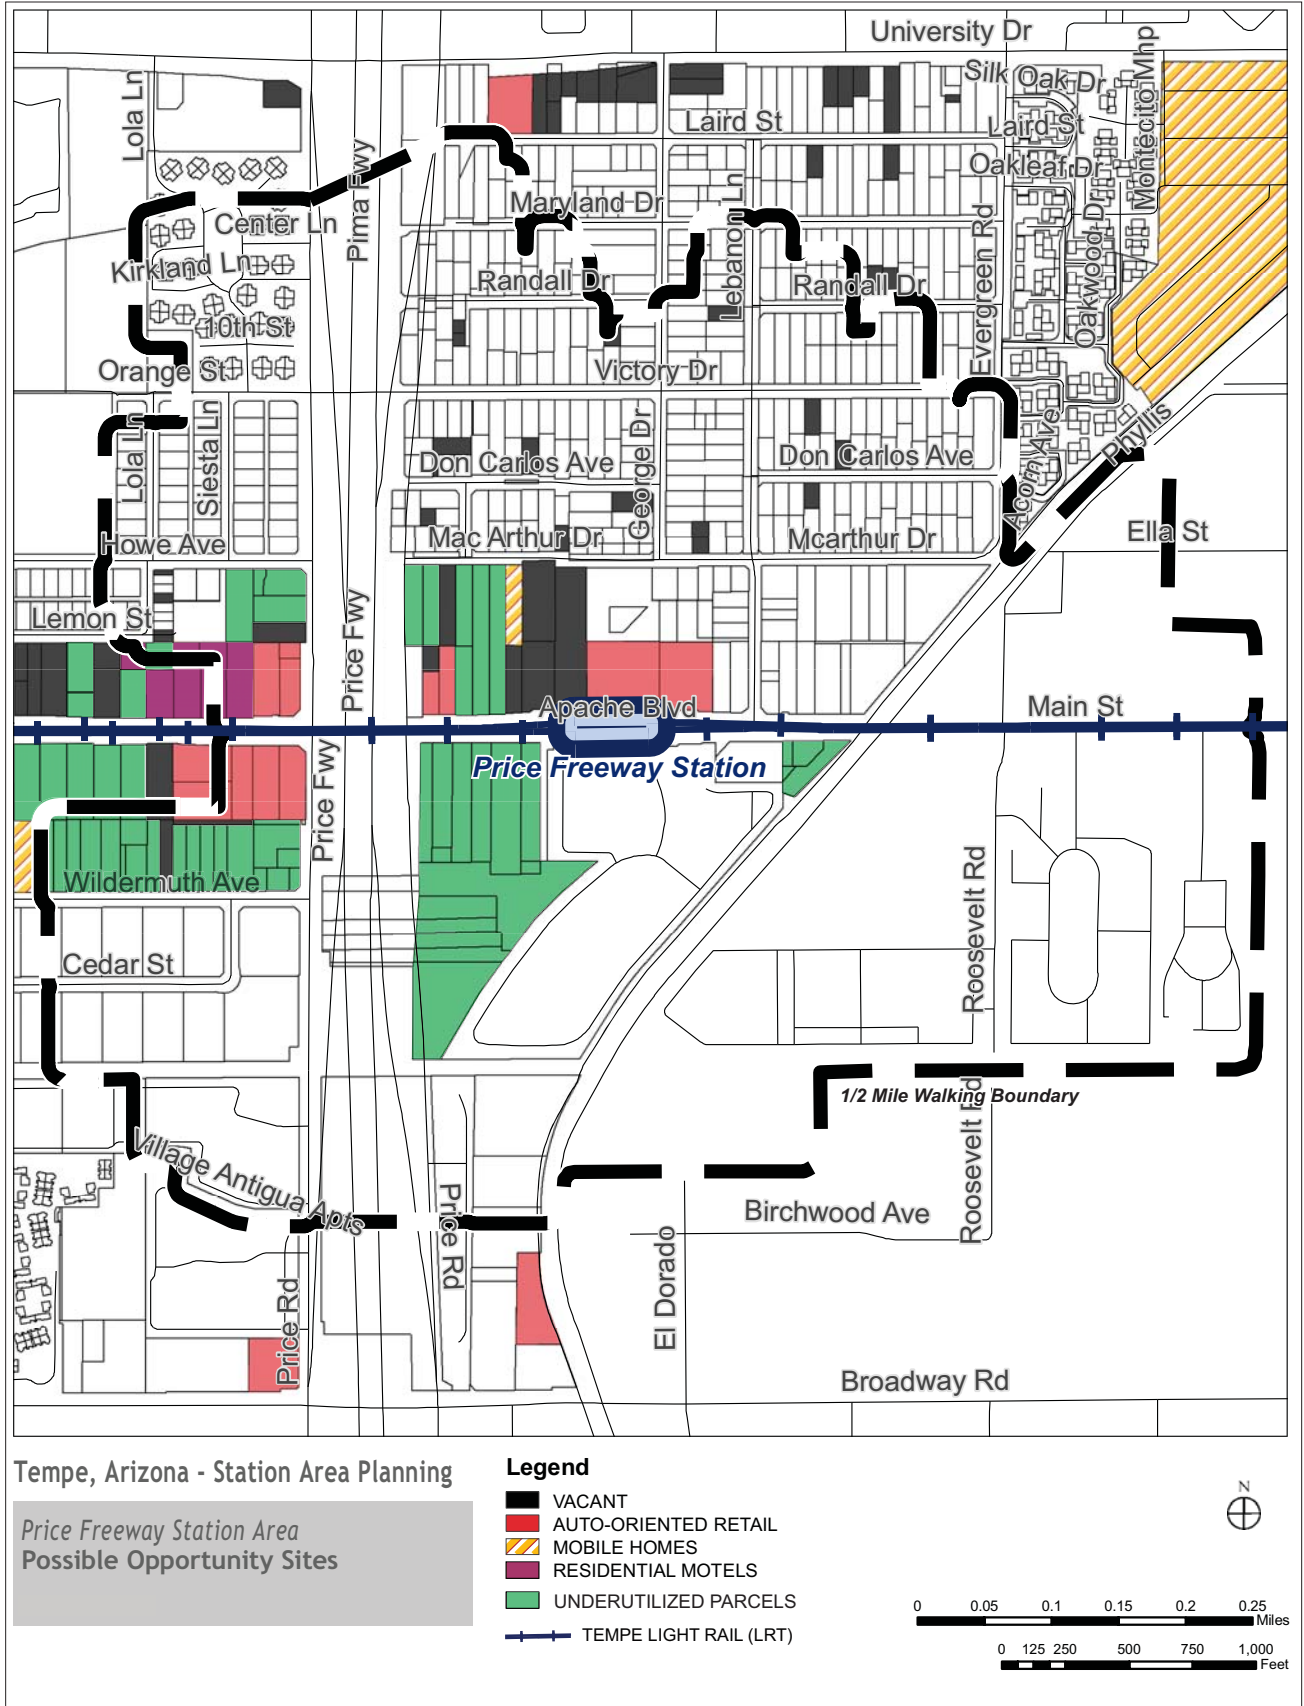 University Dr
Silk Oak Dr
Montecito Mhp
Lola Ln
Laird St
Laird St
Oakleaf Dr
Pima Fwy
Maryland Dr
Lebanon Ln
Center Ln
Evergreen Rd
Oakwood Dr
Kirkland Ln
Randall Dr
Randall Dr
10th St
Orange St
Victory Dr
Lola Ln
Siesta Ln
George Dr
Don Carlos Ave
Don Carlos Ave
Acorn Ave
Phyllis
Howe Ave
Mac Arthur Dr
Mcarthur Dr
Ella St
Lemon St
Price Fwy
Apache Blvd
Main St
Price Fwy
Price Freeway Station
Wildermuth Ave
Roosevelt Rd
Cedar St
1/2 Mile Walking Boundary
Roosevelt Rd
Village Antigua Apts
Price Rd
Birchwood Ave
El Dorado
Price Rd
Broadway Rd
Tempe, Arizona - Station Area Planning
Price Freeway Station Area
Possible Opportunity Sites
Legend
VACANT
AUTO-ORIENTED RETAIL
MOBILE HOMES
RESIDENTIAL MOTELS
UNDERUTILIZED PARCELS
TEMPE LIGHT RAIL (LRT)
N
0 0.05 0.1 0.15 0.2 0.25
Miles
0 125 250 500 750 1,000
Feet